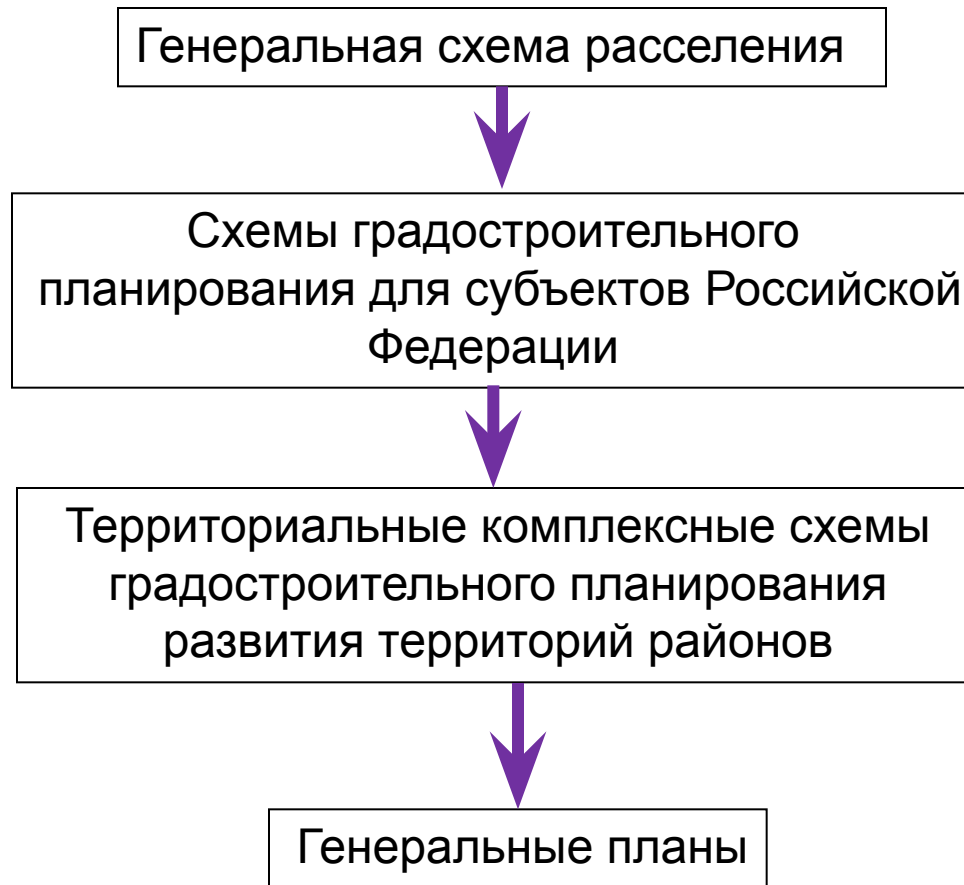 Генеральная схема расселения
Схемы градостроительного
планирования для субъектов Российской
Федерации
Территориальные комплексные схемы
градостроительного планирования
развития территорий районов
Генеральные планы